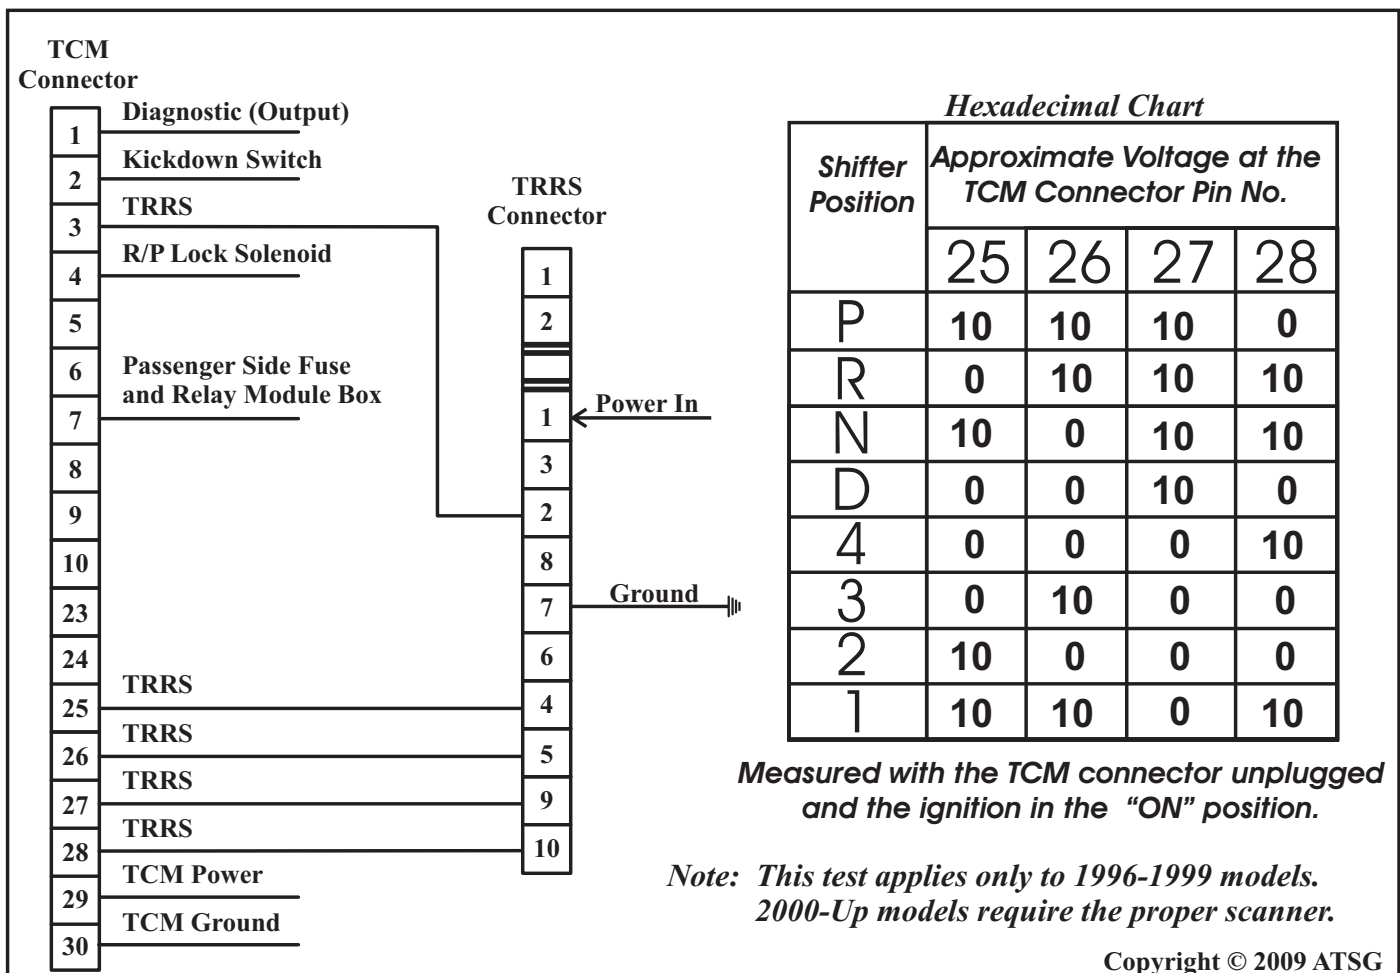 TCM
Connector
1 Diagnostic (Output)
2 Kickdown Switch
3 TRRS
4 R/P Lock Solenoid
5
6 Passenger Side Fuse
and Relay Module Box
7
8
9
10
23
24
25 TRRS
26 TRRS
27 TRRS
28 TRRS
29 TCM Power
30 TCM Ground
TRRS
Connector
1
2
1 Power In
3
2
8
7 Ground
6
4
5
9
10
Hexadecimal Chart
Shifter Position
Approximate Voltage at the
TCM Connector Pin No.
25 26 27 28
P 10 10 10 0
R 0 10 10 10
N 10 0 10 10
D 0 0 10 0
4 0 0 0 10
3 0 10 0 0
2 10 0 0 0
1 10 10 0 10
Measured with the TCM connector unplugged
and the ignition in the “ON” position.
Note: This test applies only to 1996-1999 models.
2000-Up models require the proper scanner.
Copyright © 2009 ATSG